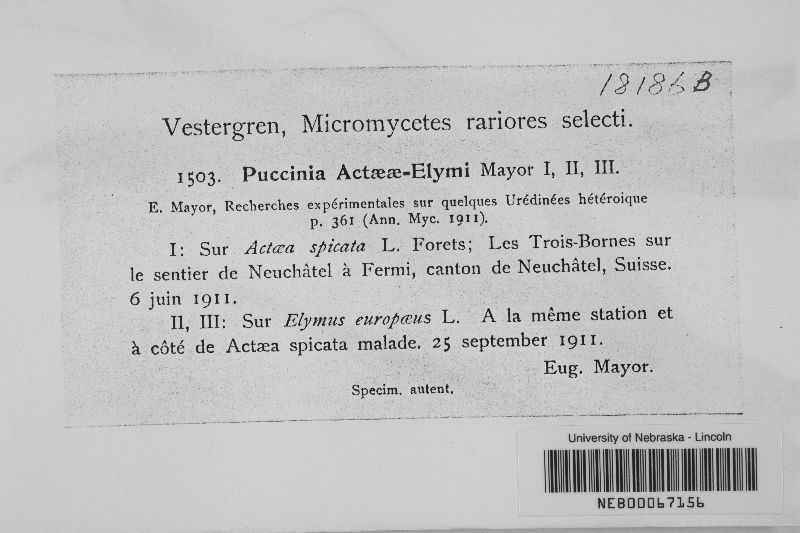 18186B
Vestergren, Micromycetes rariores selecti.
1503. Puccinia Actææ-Elymi Mayor I, II, III.
E. Mayor, Recherches expérimentales sur quelques Urédinées hétéroique
p. 361 (Ann. Myc. 1911).
I: Sur Actæa spicata L. Forets; Les Trois-Bornes sur
le sentier de Neuchâtel à Fermi, canton de Neuchâtel, Suisse.
6 juin 1911.
II, III: Sur Elymus europæus L. A la même station et
à côté de Actæa spicata malade. 25 september 1911.
Eug. Mayor.
Specim. autent.
University of Nebraska - Lincoln
NEB00067156